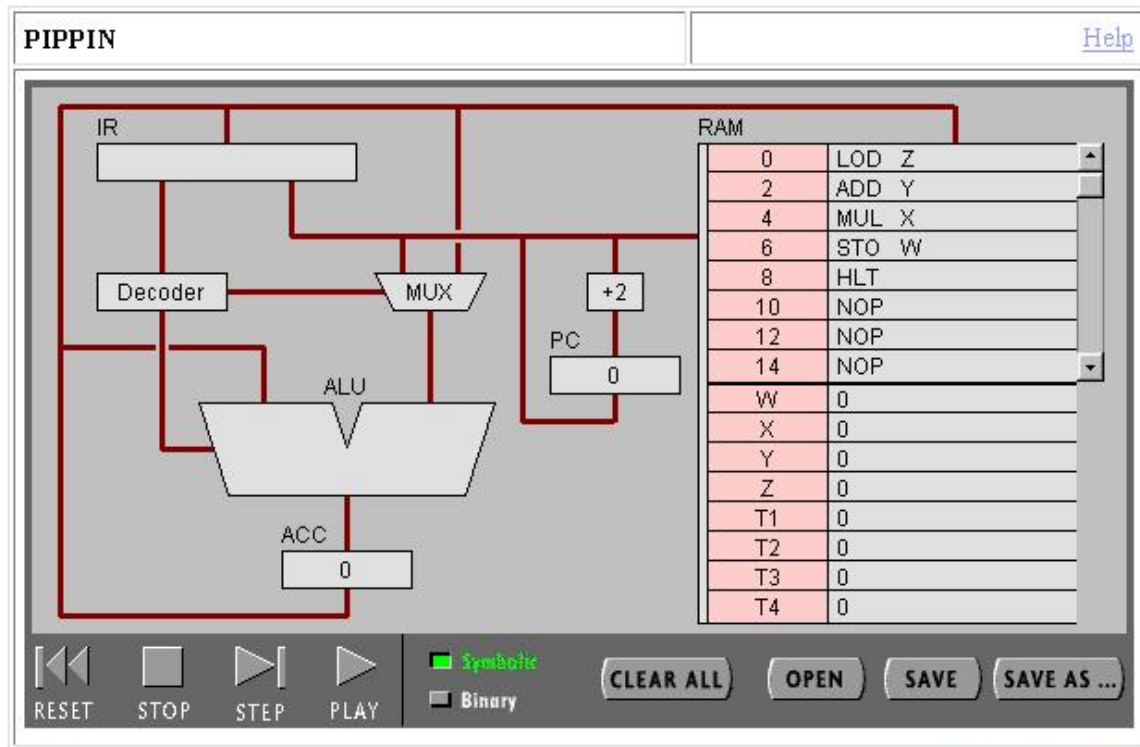 PIPPIN
Help
IR
RAM
0 LOD Z
2 ADD Y
4 MUL X
6 STO W
8 HLT
10 NOP
12 NOP
14 NOP
W 0
X 0
Y 0
Z 0
T1 0
T2 0
T3 0
T4 0
Decoder
MUX
+2
PC
0
ALU
ACC
0
RESET
STOP
STEP
PLAY
Symbolic
Binary
CLEAR ALL
OPEN
SAVE
SAVE AS ...